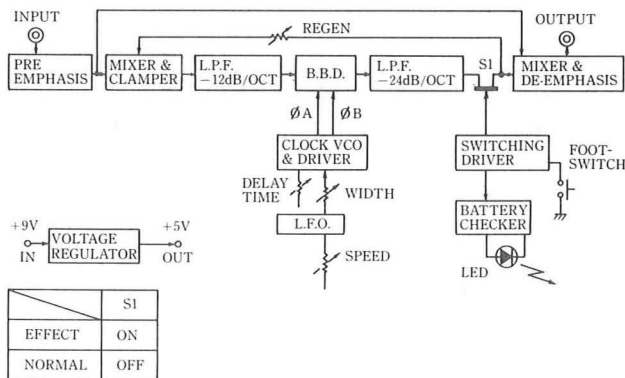 INPUT
OUTPUT
REGEN
S1
PRE EMPHASIS
MIXER & CLAMPER
L.P.F. −12dB/OCT
B.B.D.
L.P.F. −24dB/OCT
MIXER & DE-EMPHASIS
ØA
ØB
CLOCK VCO & DRIVER
SWITCHING DRIVER
FOOT-SWITCH
DELAY TIME
WIDTH
L.F.O.
BATTERY CHECKER
SPEED
LED
+9V
IN
VOLTAGE REGULATOR
+5V
OUT
S1
EFFECT ON
NORMAL OFF